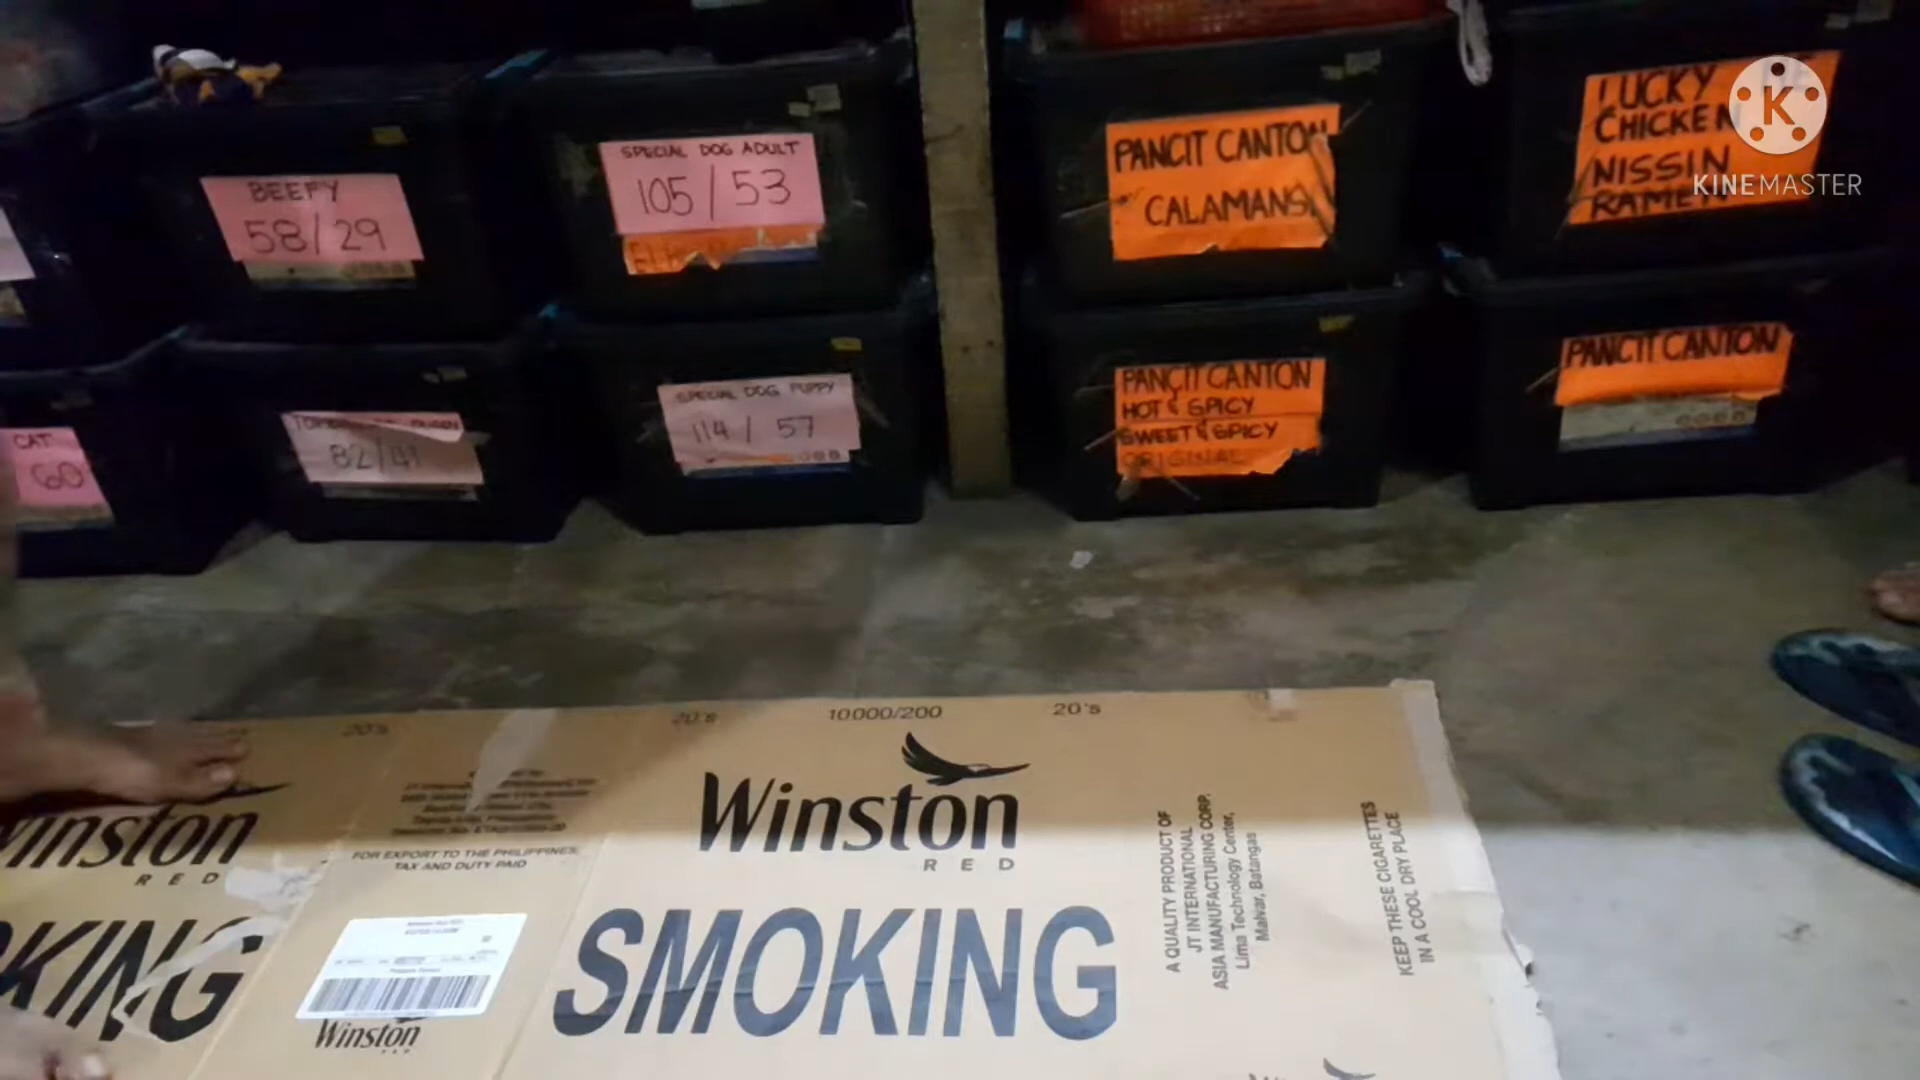 BEEFY
58/29
SPECIAL DOG ADULT
105/53
PANCIT CANTON
CALAMANSI
LUCKY
CHICKEN
NISSIN
RAMEN
KINEMASTER
CAT
60
82/41
SPECIAL DOG PUPPY
114 / 57
PANCIT CANTON
HOT & SPICY
SWEET & SPICY
ORIGINAL
PANCIT CANTON
20's
20's
10000/200
20's
Winston
RED
FOR EXPORT TO THE PHILIPPINES,
TAX AND DUTY PAID
Winston
RED
SMOKING
Winston
SMOKING
A QUALITY PRODUCT OF
JT INTERNATIONAL
ASIA MANUFACTURING CORP.
Lima Technology Center,
Malvar, Batangas
KEEP THESE CIGARETTES
IN A COOL DRY PLACE